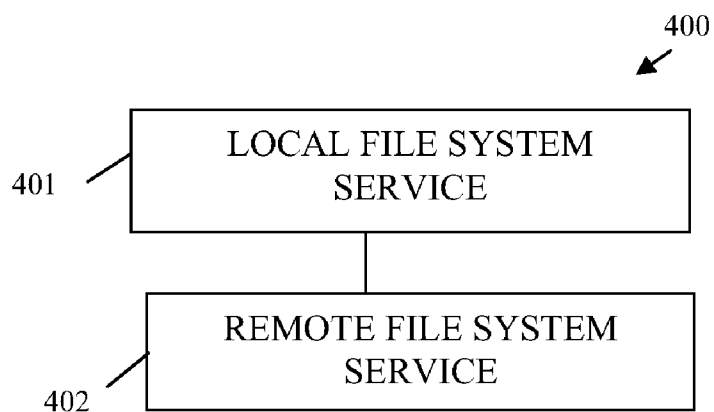 400
LOCAL FILE SYSTEM
SERVICE
401
REMOTE FILE SYSTEM
SERVICE
402